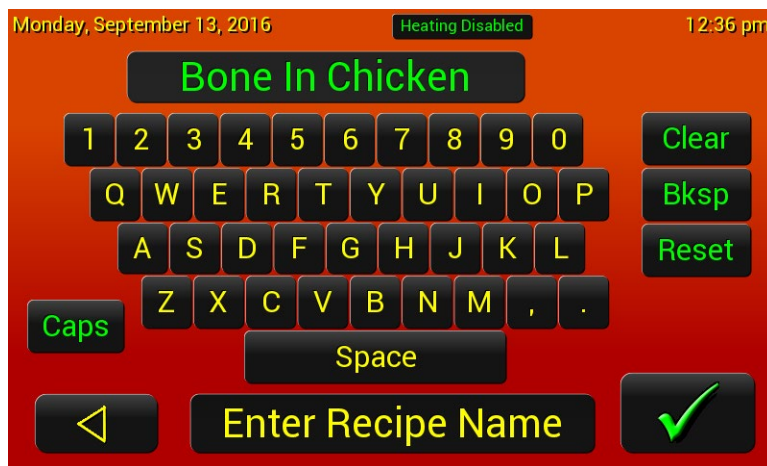 Monday, September 13, 2016 Heating Disabled 12:36 pm
Bone In Chicken
1 2 3 4 5 6 7 8 9 0 Clear
Q W E R T Y U I O P Bksp
A S D F G H J K L Reset
Z X C V B N M , .
Caps
Space
Enter Recipe Name